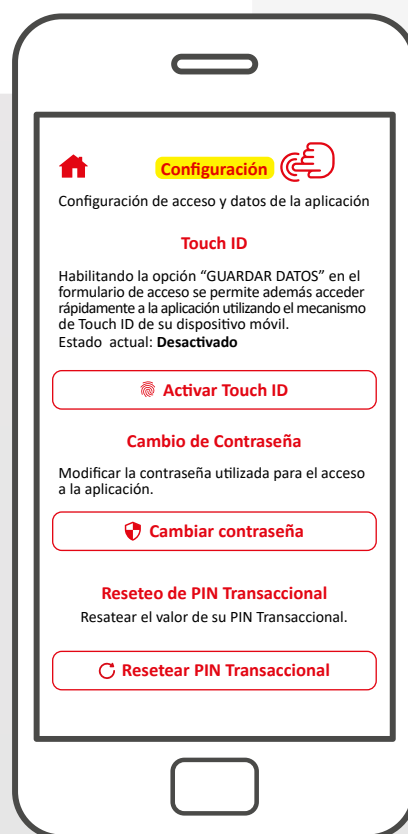 Configuración
Configuración de acceso y datos de la aplicación
Touch ID
Habilitando la opción “GUARDAR DATOS” en el
formulario de acceso se permite además acceder
rápidamente a la aplicación utilizando el mecanismo
de Touch ID de su dispositivo móvil.
Estado actual: Desactivado
Activar Touch ID
Cambio de Contraseña
Modificar la contraseña utilizada para el acceso
a la aplicación.
Cambiar contraseña
Reseteo de PIN Transaccional
Resatear el valor de su PIN Transaccional.
Resetear PIN Transaccional